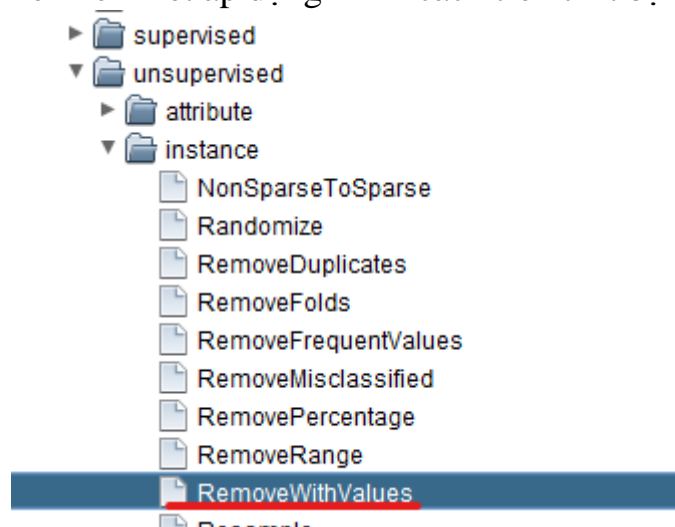 supervised
unsupervised
attribute
instance
NonSparseToSparse
Randomize
RemoveDuplicates
RemoveFolds
RemoveFrequentValues
RemoveMisclassified
RemovePercentage
RemoveRange
RemoveWithValues